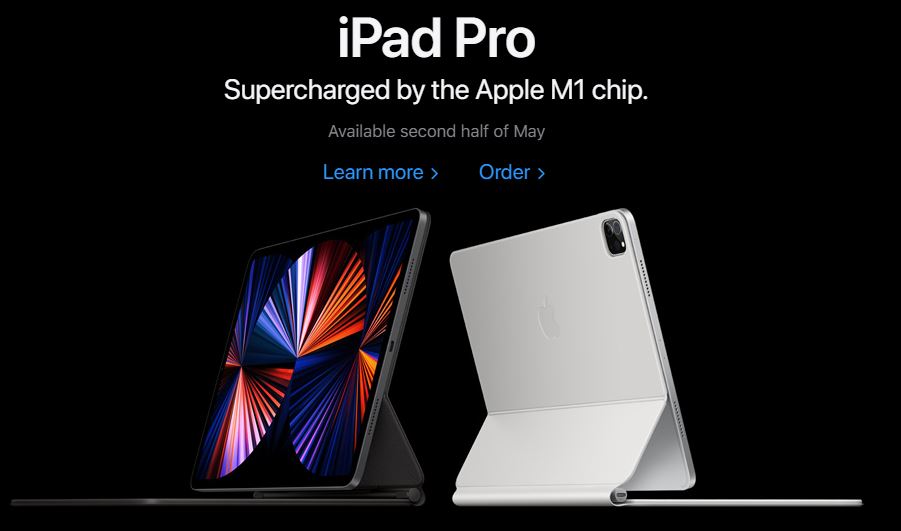 iPad Pro
Supercharged by the Apple M1 chip.
Available second half of May
Learn more >
Order >